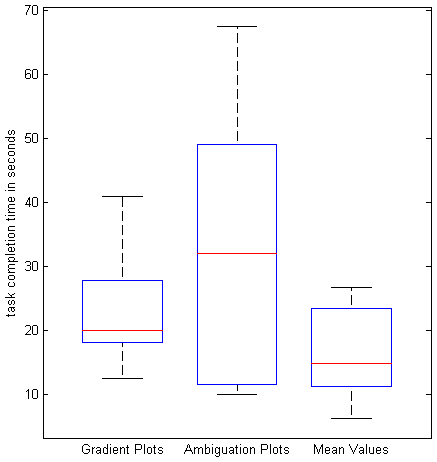 70
60
50
40
30
20
10
task completion time in seconds
Gradient Plots
Ambiguation Plots
Mean Values